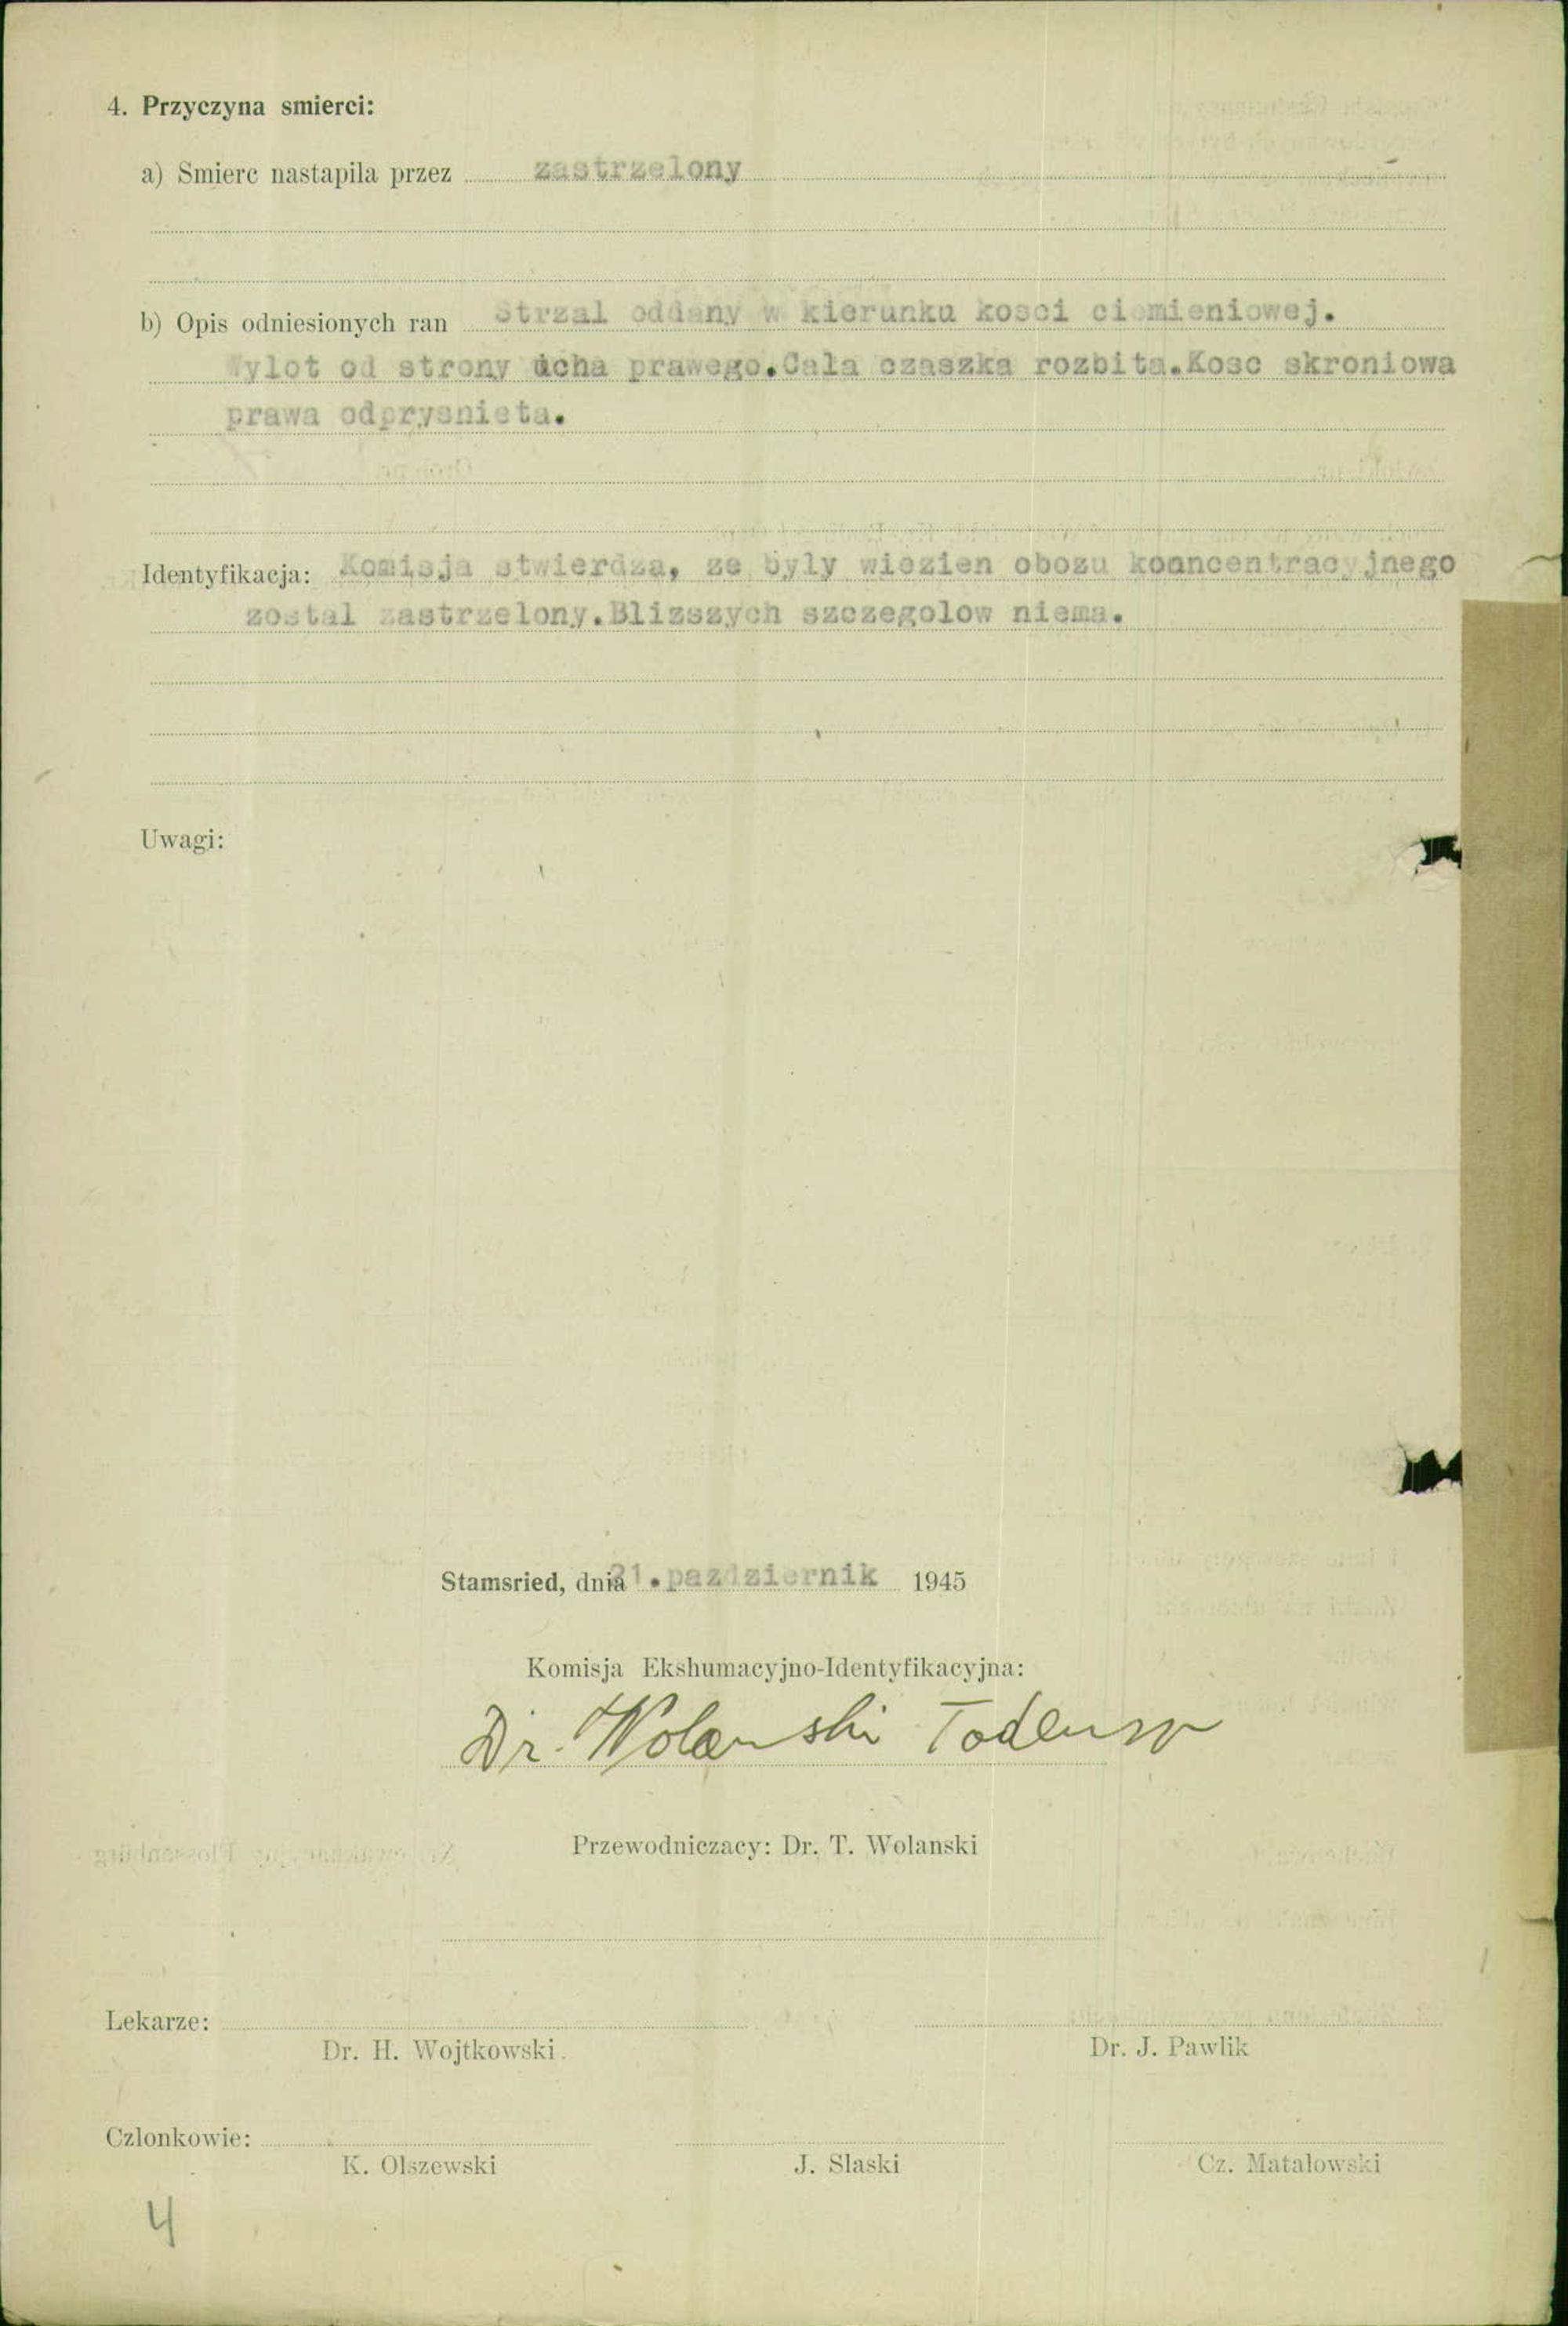 4. Przyczyna smierci:
a) Smierc nastapila przez zastrzelony
b) Opis odniesionych ran Strzal oddany w kierunku kosci ciemieniowej.
Wylot od strony ucha prawego.Cala czaszka rozbita.Kosc skroniowa
prawa odprysnieta.
Identyfikacja: Komisja stwierdza, ze byly wiezien obozu koancentracyjnego
zostal zastrzelony.Blizszych szczegolow niema.
Uwagi:
Stamsried, dnia 21.pazdziernik 1945
Komisja Ekshumacyjno-Identyfikacyjna:
Dr. Wolanski Tadeusz
Przewodniczacy: Dr. T. Wolanski
Lekarze:
Dr. H. Wojtkowski. Dr. J. Pawlik
Czlonkowie:
K. Olszewski J. Slaski Cz. Matalowski
4